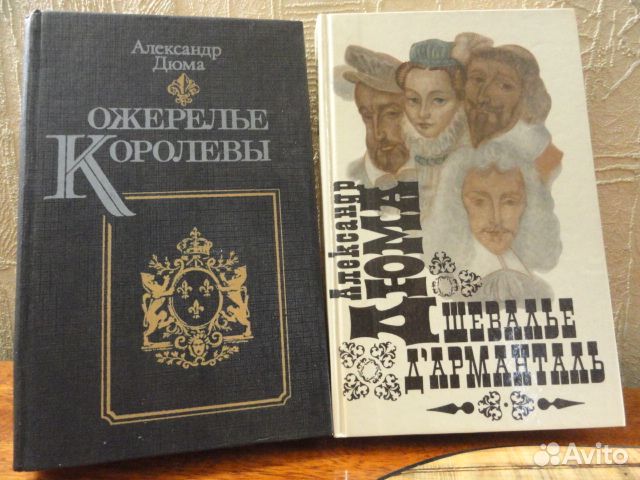 Александр
Дюма
ОЖЕРЕЛЬЕ
КОРОЛЕВЫ
Александр
ДЮМА
ШЕВАЛЬЕ
Д'АРМАНТАЛЬ
Avito